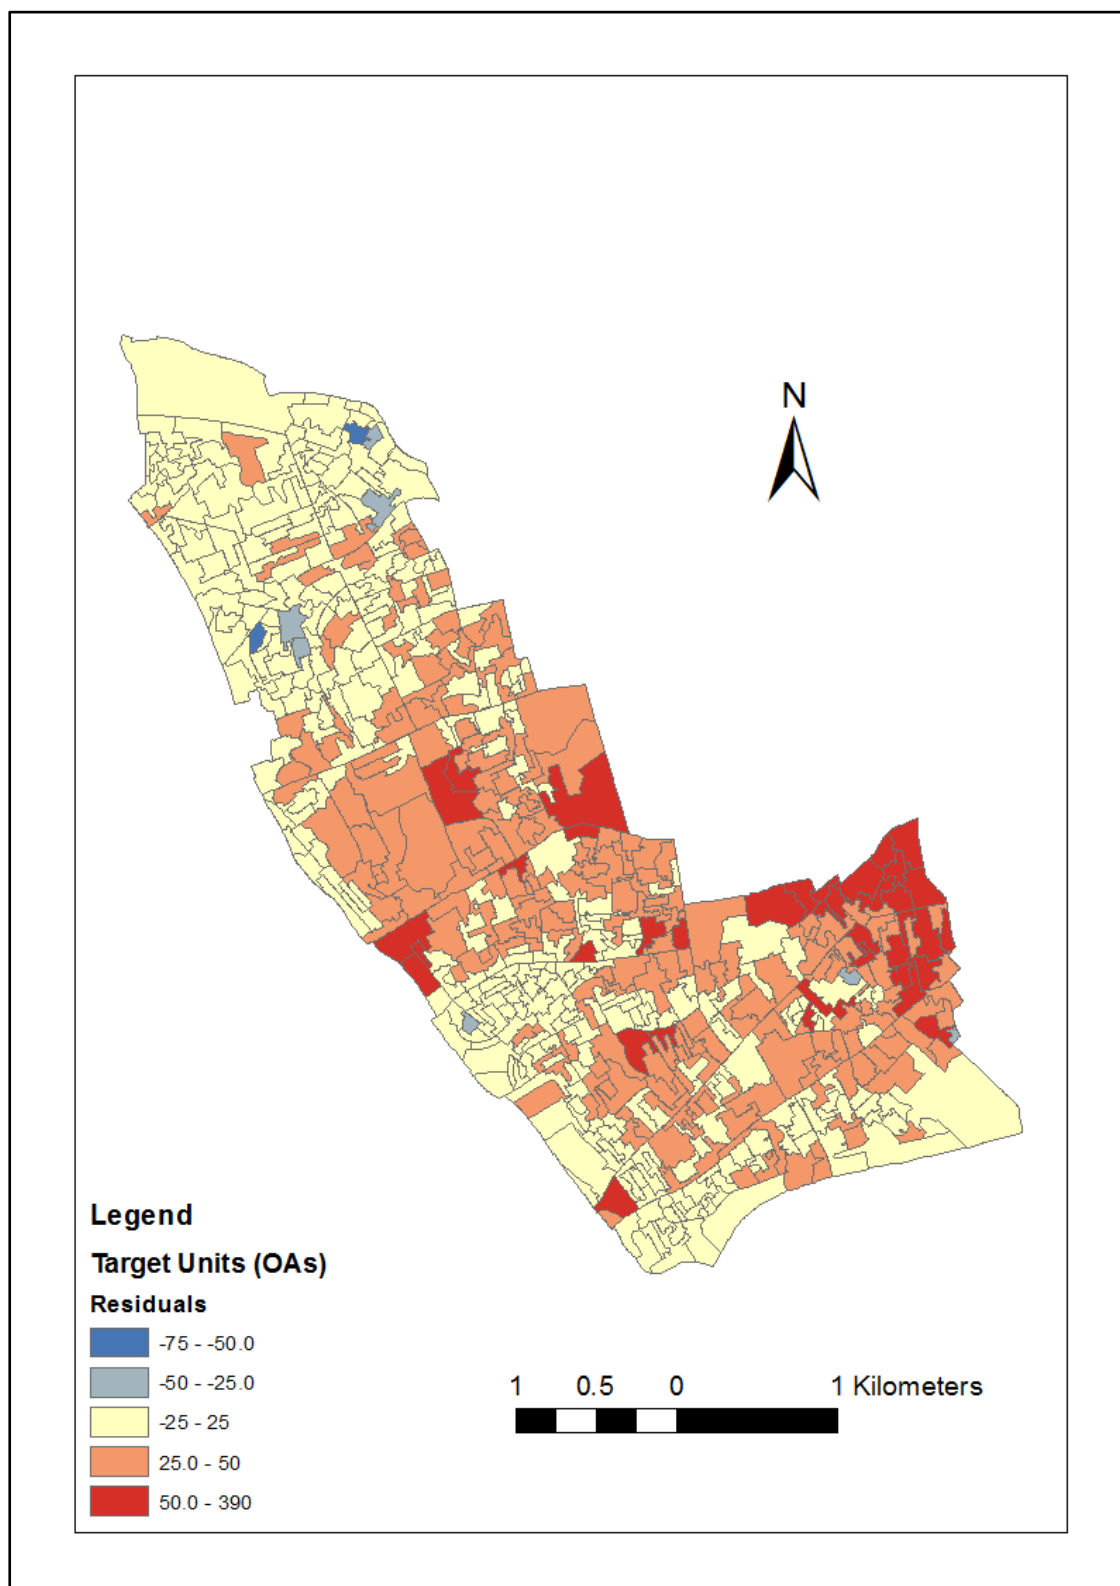 N
Legend
Target Units (OAs)
Residuals
-75 - -50.0
-50 - -25.0
-25 - 25
25.0 - 50
50.0 - 390
1 0.5 0 1 Kilometers